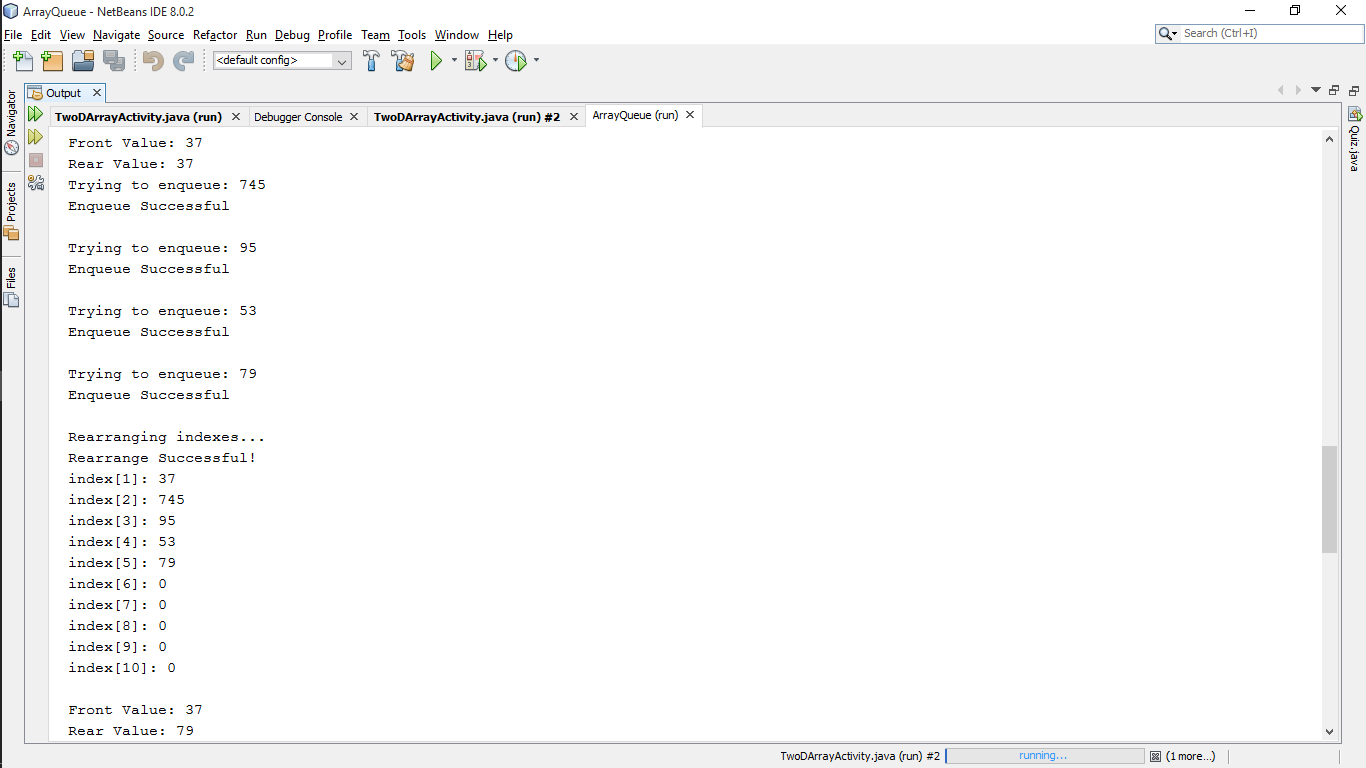 ArrayQueue - NetBeans IDE 8.0.2
File Edit View Navigate Source Refactor Run Debug Profile Team Tools Window Help
Search (Ctrl+I)
<default config>
Output
TwoDArrayActivity.java (run)
Debugger Console
TwoDArrayActivity.java (run) #2
ArrayQueue (run)
Navigator
Projects
Files
Quiz.java
Front Value: 37
Rear Value: 37
Trying to enqueue: 745
Enqueue Successful
Trying to enqueue: 95
Enqueue Successful
Trying to enqueue: 53
Enqueue Successful
Trying to enqueue: 79
Enqueue Successful
Rearranging indexes...
Rearrange Successful!
index[1]: 37
index[2]: 745
index[3]: 95
index[4]: 53
index[5]: 79
index[6]: 0
index[7]: 0
index[8]: 0
index[9]: 0
index[10]: 0
Front Value: 37
Rear Value: 79
TwoDArrayActivity.java (run) #2
running...
(1 more...)